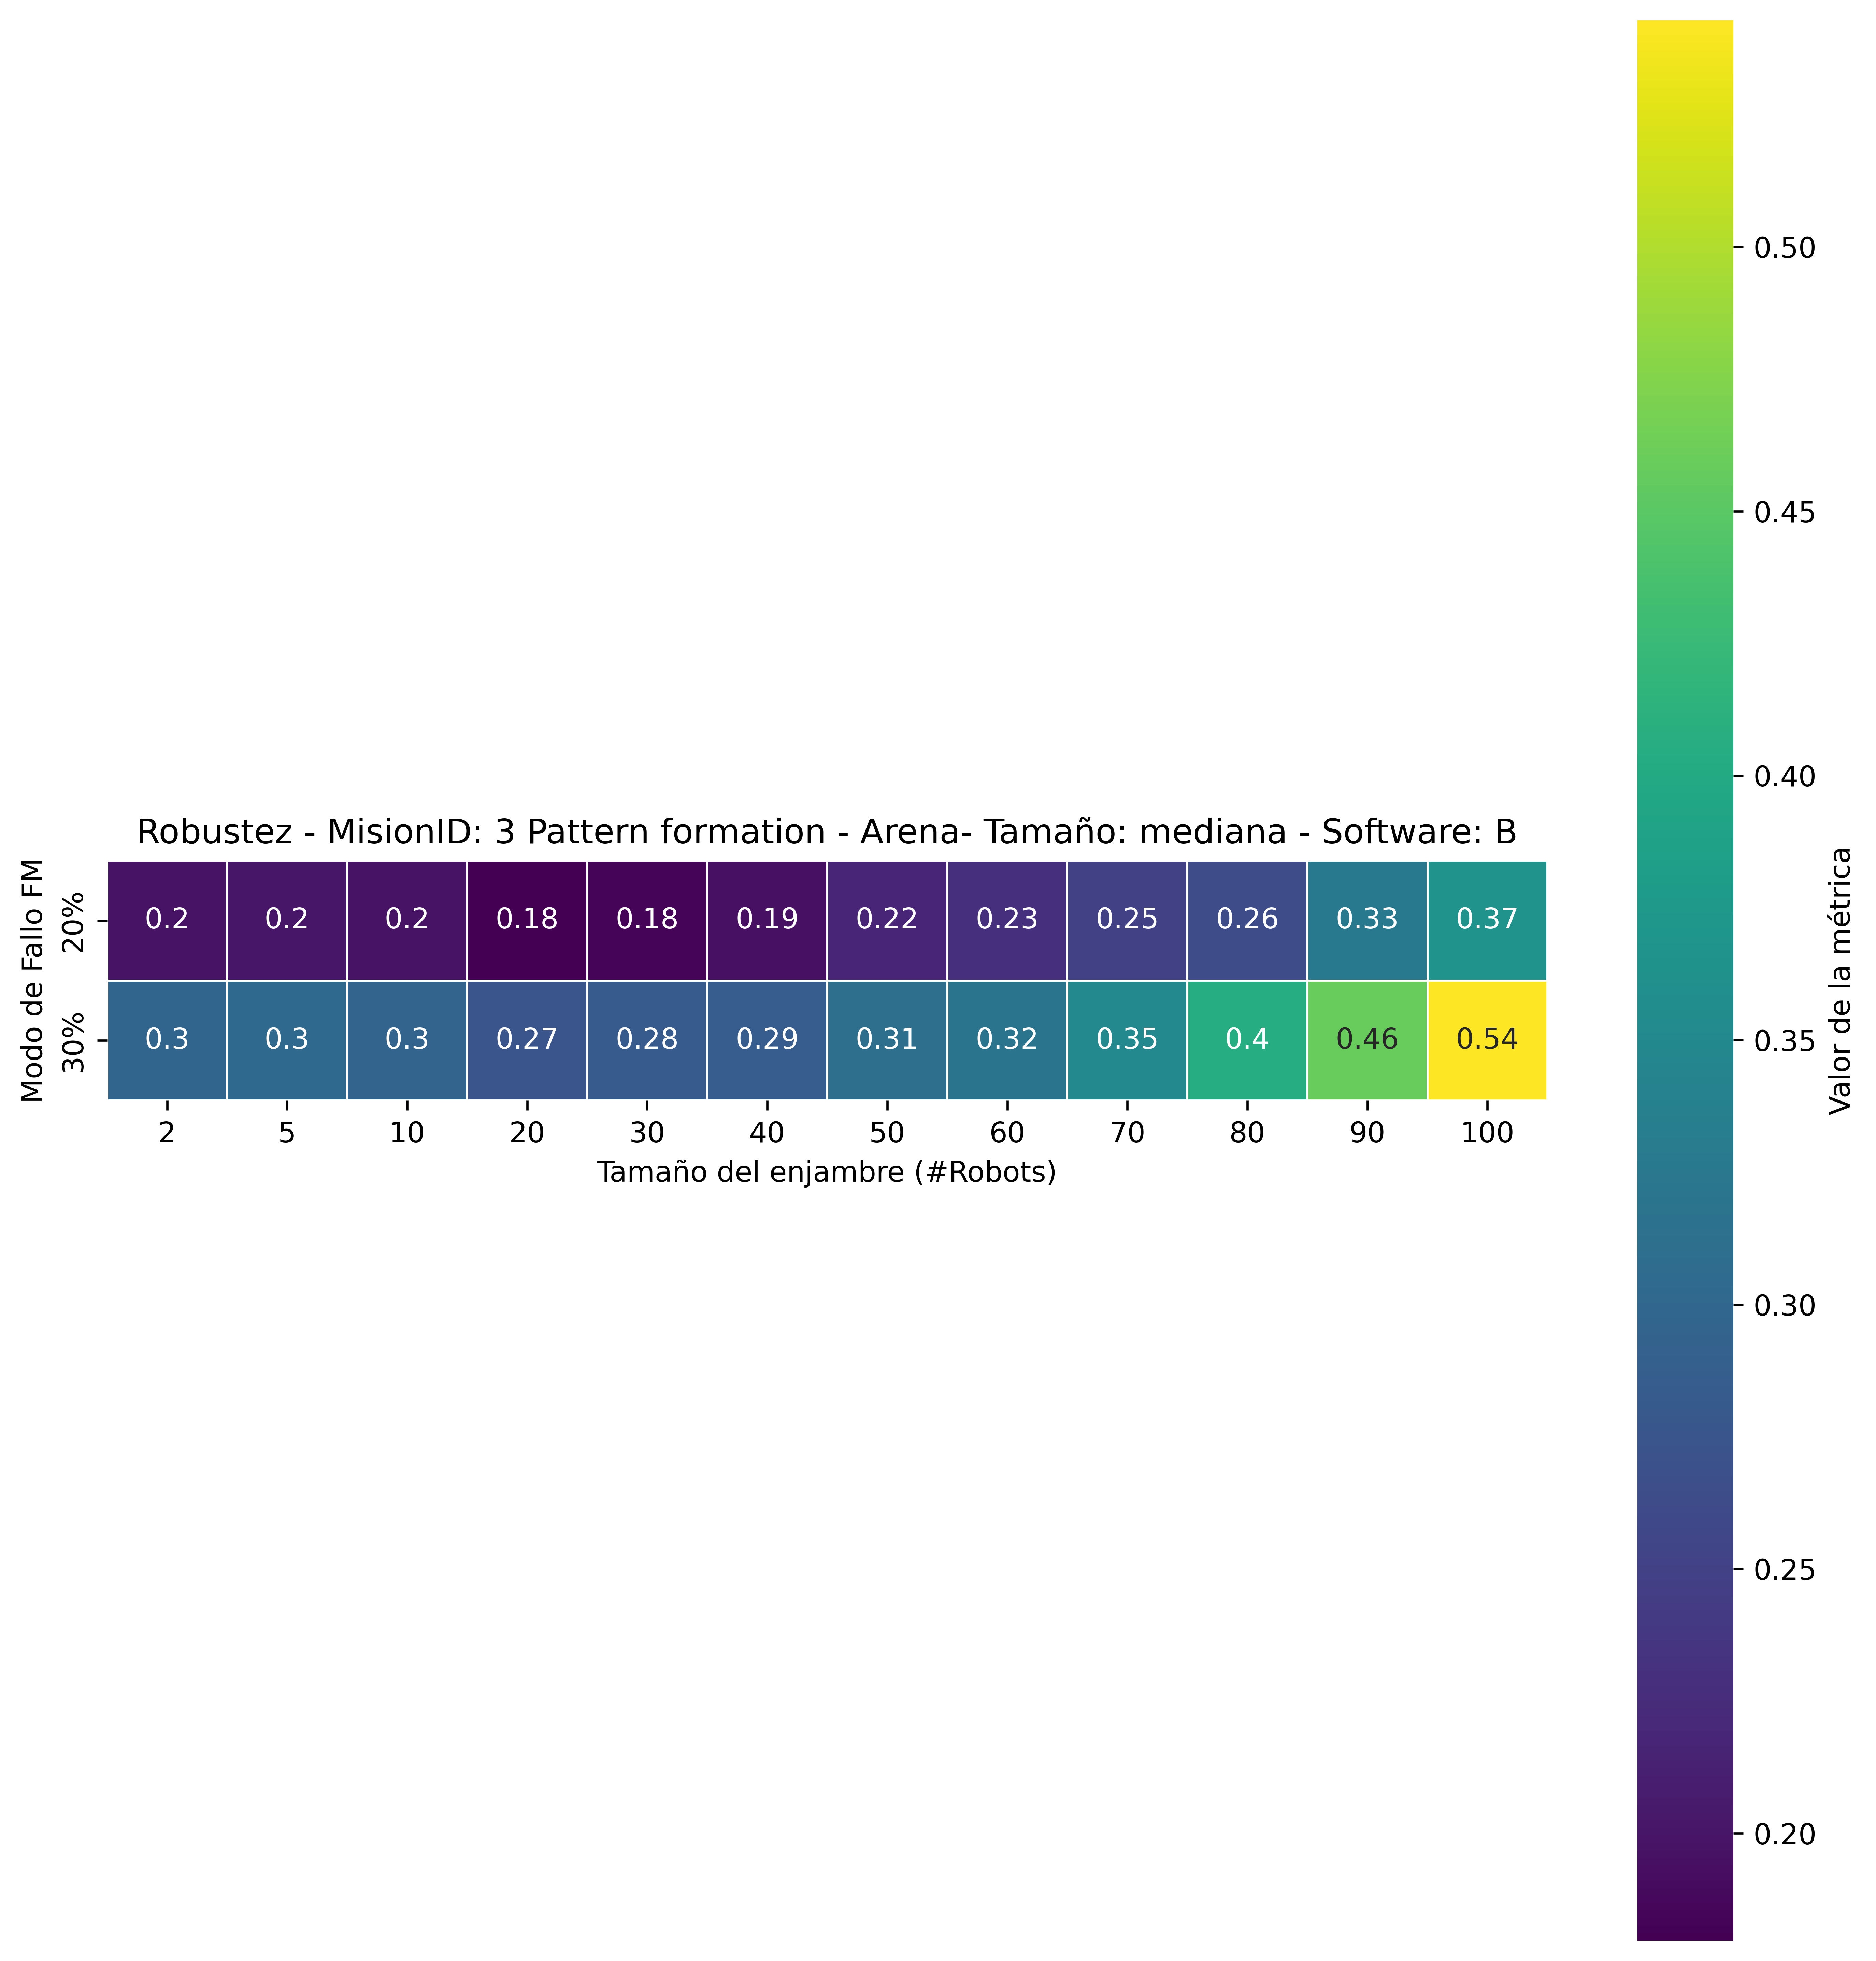 Robustez - MisionID: 3 Pattern formation - Arena- Tamaño: mediana - Software: B
Modo de Fallo FM
20%
0.2 0.2 0.2 0.18 0.18 0.19 0.22 0.23 0.25 0.26 0.33 0.37
30%
0.3 0.3 0.3 0.27 0.28 0.29 0.31 0.32 0.35 0.4 0.46 0.54
2 5 10 20 30 40 50 60 70 80 90 100
Tamaño del enjambre (#Robots)
0.50
0.45
0.40
0.35
0.30
0.25
0.20
Valor de la métrica